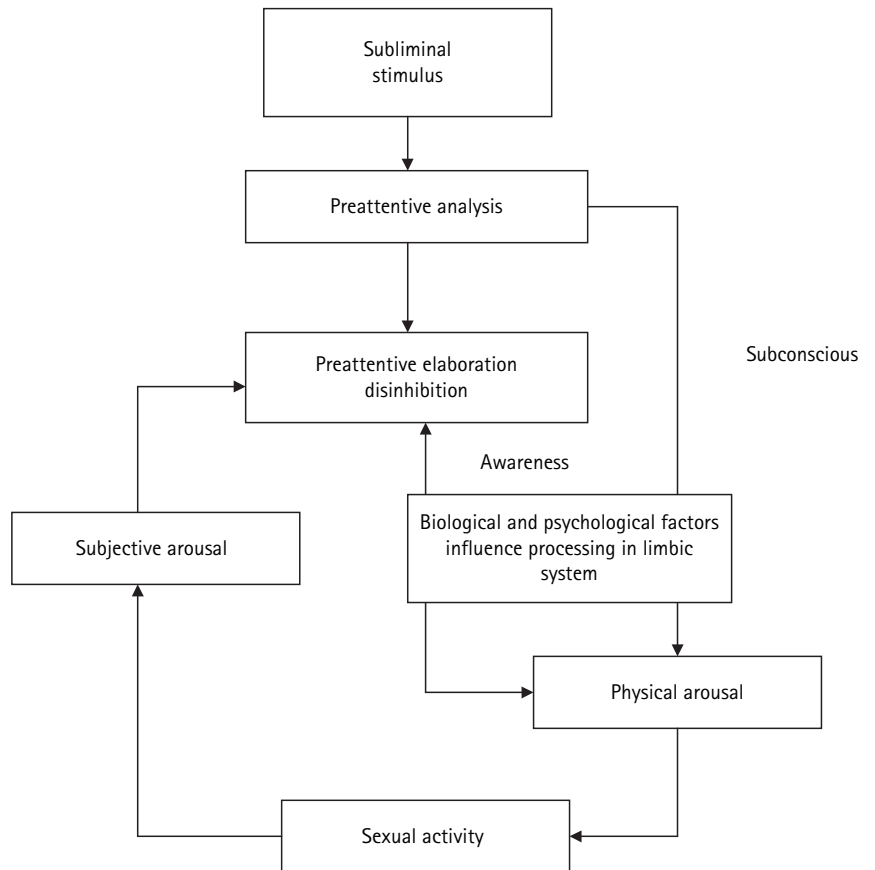 Subliminal
stimulus
Preattentive analysis
Preattentive elaboration
disinhibition
Subconscious
Awareness
Biological and psychological factors
influence processing in limbic
system
Subjective arousal
Physical arousal
Sexual activity